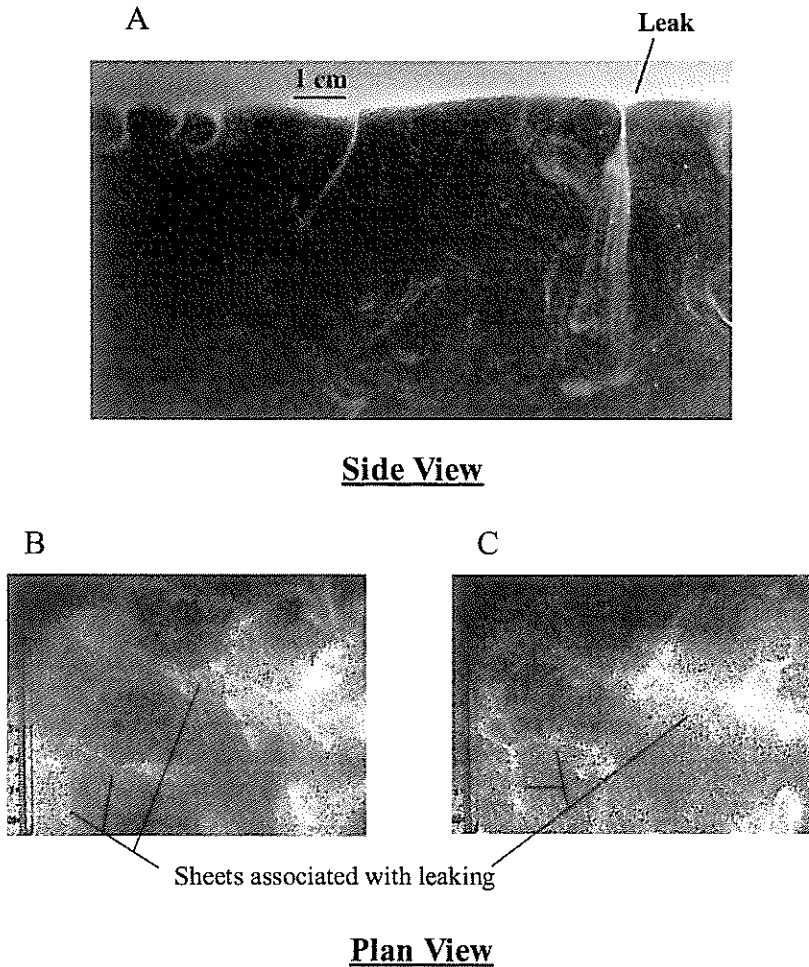 A
Leak
1 cm
Side View
B
C
Sheets associated with leaking
Plan View